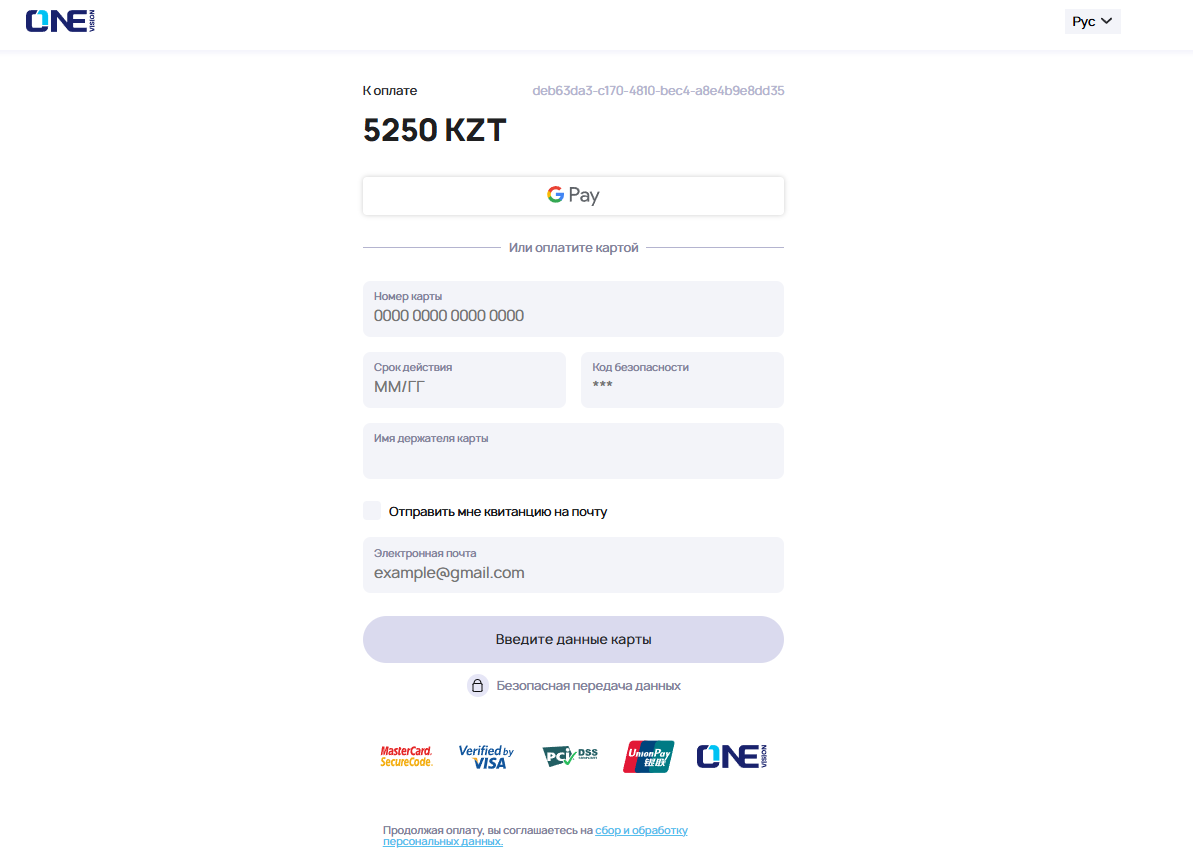 ONE VISION
Рус
К оплате deb63da3-c170-4810-bec4-a8e4b9e8dd35
5250 KZT
G Pay
Или оплатите картой
Номер карты
0000 0000 0000 0000
Срок действия
ММ/ГГ
Код безопасности
***
Имя держателя карты
Отправить мне квитанцию на почту
Электронная почта
example@gmail.com
Введите данные карты
Безопасная передача данных
MasterCard.
SecureCode.
Verified by
VISA
PCI DSS
COMPLIANT
UnionPay
银联
ONE VISION
Продолжая оплату, вы соглашаетесь на сбор и обработку
персональных данных.